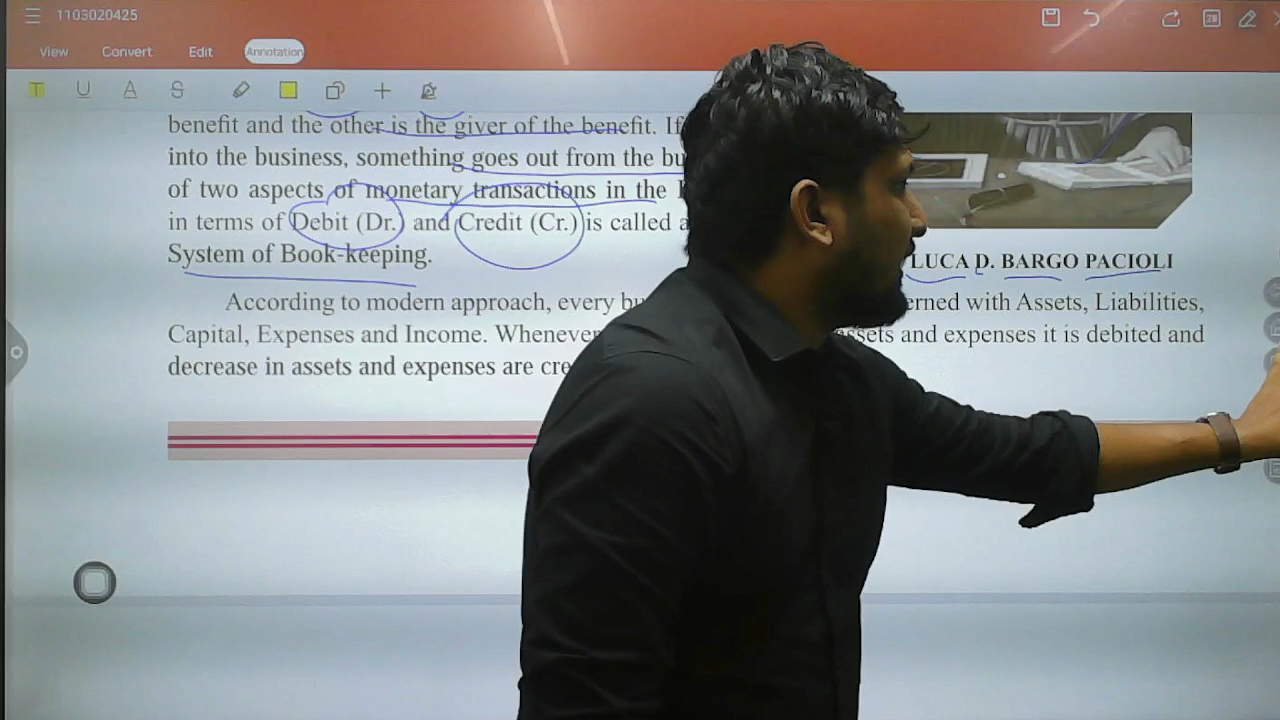 1103020425
View Convert Edit Annotation
T U A S
benefit and the other is the giver of the benefit. If
into the business, something goes out from the bu
of two aspects of monetary transactions in the
in terms of Debit (Dr.) and Credit (Cr.) is called a
System of Book-keeping.
LUCA D. BARGO PACIOLI
According to modern approach, every bu erned with Assets, Liabilities,
Capital, Expenses and Income. Whenever assets and expenses it is debited and
decrease in assets and expenses are cre